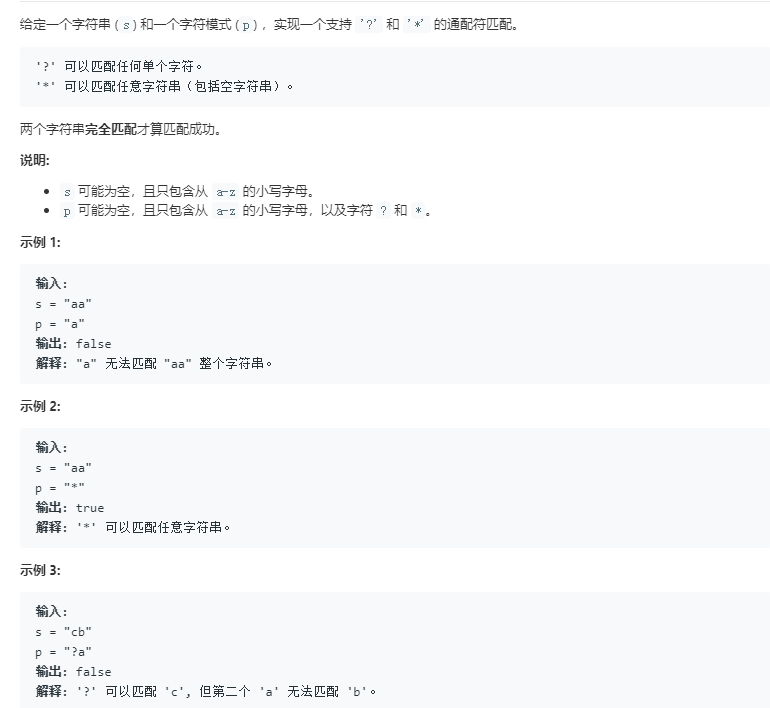 给定一个字符串 (s) 和一个字符模式 (p) ，实现一个支持 '?' 和 '*' 的通配符匹配。
'?' 可以匹配任何单个字符。
'*' 可以匹配任意字符串（包括空字符串）。
两个字符串完全匹配才算匹配成功。
说明:
• s 可能为空，且只包含从 a-z 的小写字母。
• p 可能为空，且只包含从 a-z 的小写字母，以及字符 ? 和 *。
示例 1:
输入:
s = "aa"
p = "a"
输出: false
解释: "a" 无法匹配 "aa" 整个字符串。
示例 2:
输入:
s = "aa"
p = "*"
输出: true
解释: '*' 可以匹配任意字符串。
示例 3:
输入:
s = "cb"
p = "?a"
输出: false
解释: '?' 可以匹配 'c', 但第二个 'a' 无法匹配 'b'。